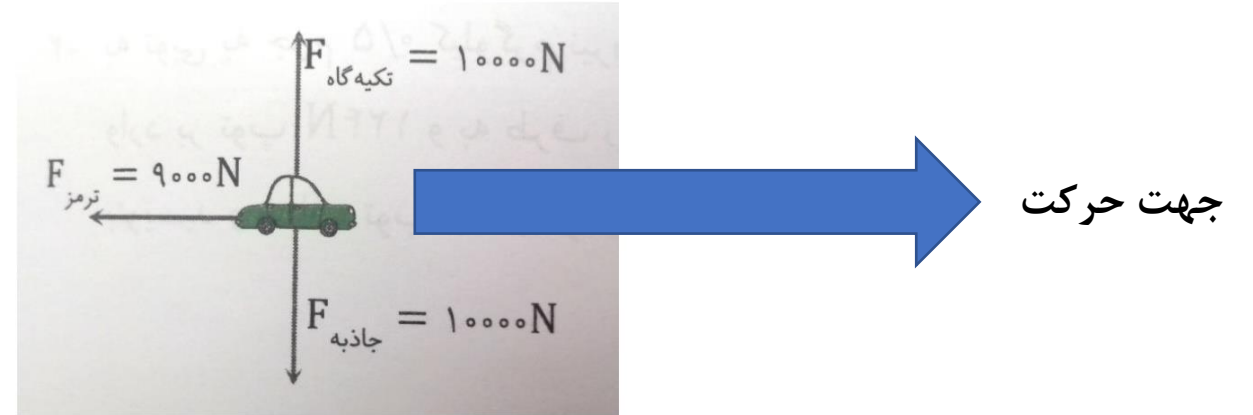 F تکیه‌گاه = ۱۰۰۰۰N
F ترمز = ۹۰۰۰N
جهت حرکت
F جاذبه = ۱۰۰۰۰N